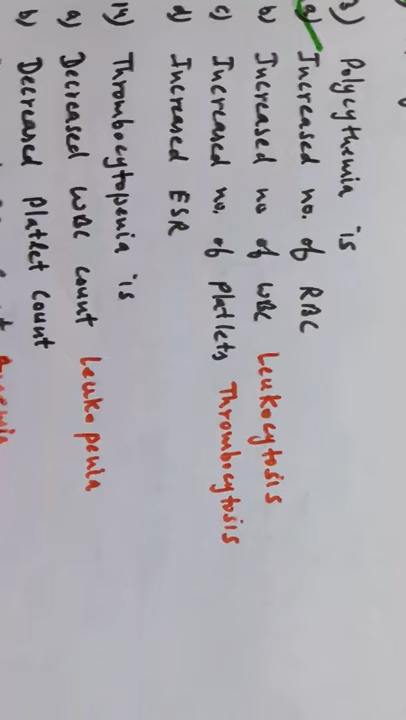 3) Polycythemia is
a) Increased no. of RBC
b) Increased no of WBC Leukocytosis
c) Increased no. of platlets Thrombocytosis
d) Increased ESR
14) Thrombocytopenia is
a) Decreased WBC count Leukopenia
b) Decreased platlet count